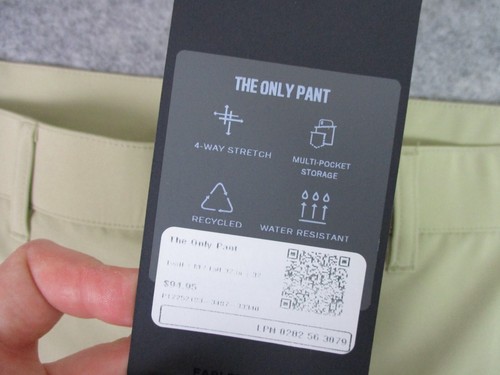 THE ONLY PANT
4-WAY STRETCH
MULTI-POCKET
STORAGE
RECYCLED
WATER RESISTANT
The Only Pant
$94.95
LPM 0202 56 3079